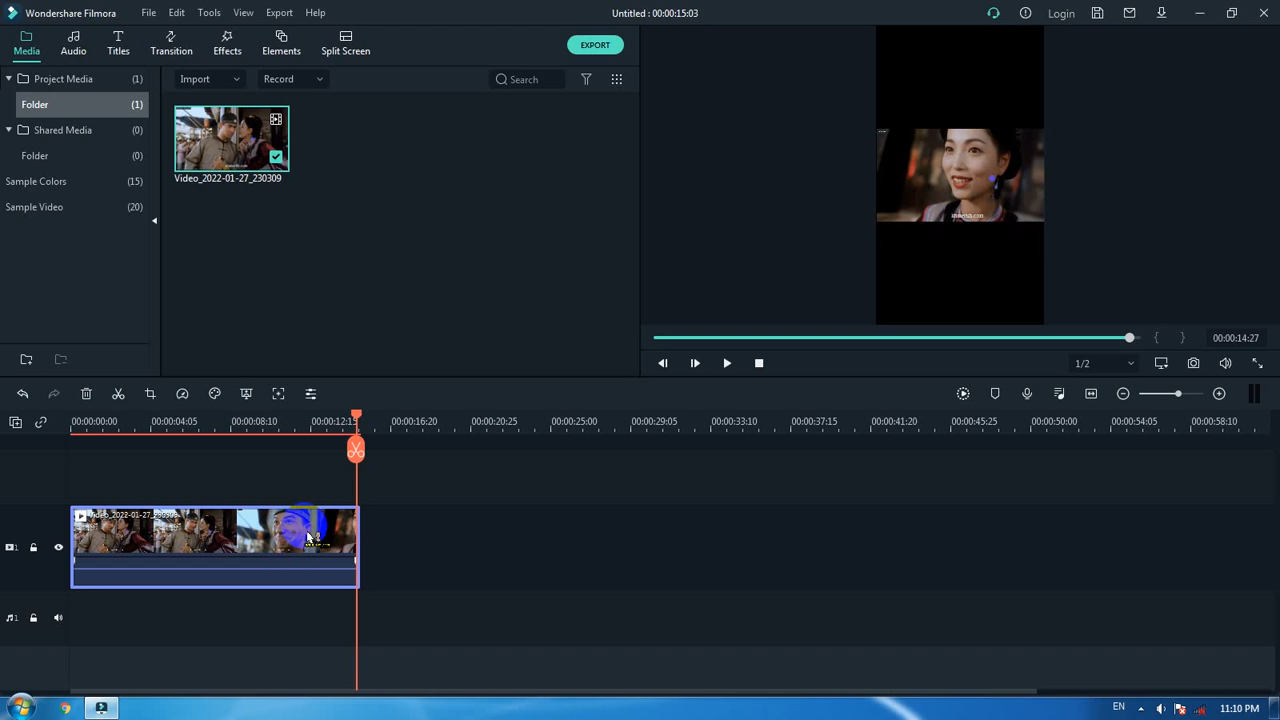 Wondershare Filmora File Edit Tools View Export Help Untitled : 00:00:15:03 Login
Media Audio Titles Transition Effects Elements Split Screen EXPORT
Project Media (1)
Folder (1)
Shared Media (0)
Folder (0)
Sample Colors (15)
Sample Video (20)
Import Record Search
Video_2022-01-27_230309
00:00:14:27
1/2
00:00:00:00 00:00:04:05 00:00:08:10 00:00:12:15 00:00:16:20 00:00:20:25 00:00:25:00 00:00:29:05 00:00:33:10 00:00:37:15 00:00:41:20 00:00:45:25 00:00:50:00 00:00:54:05 00:00:58:10
Video_2022-01-27_230309
1
1
EN 11:10 PM